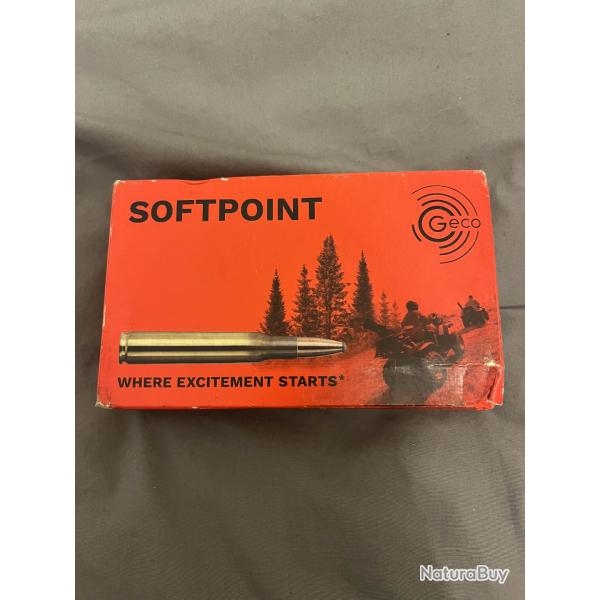 SOFTPOINT
Geco
WHERE EXCITEMENT STARTS*
NaturaBuy